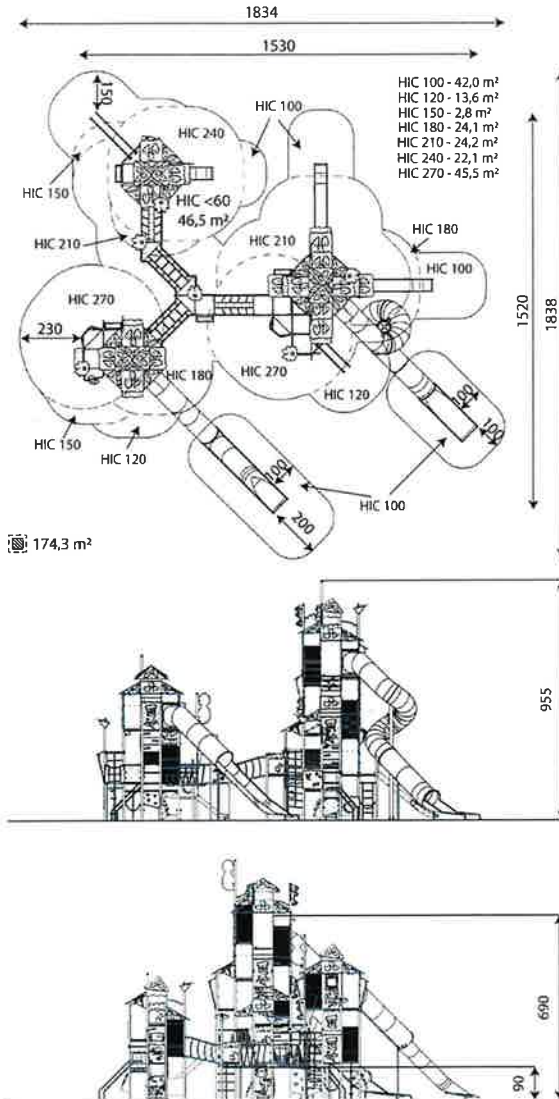 1834
1530
HIC 100 - 42,0 m²
HIC 120 - 13,6 m²
HIC 150 - 2,8 m²
HIC 180 - 24,1 m²
HIC 210 - 24,2 m²
HIC 240 - 22,1 m²
HIC 270 - 45,5 m²
150
HIC 240
HIC 100
HIC 150
HIC <60
46,5 m²
HIC 210
HIC 210
HIC 180
HIC 100
HIC 270
230
HIC 180
HIC 270
HIC 120
HIC 150
HIC 120
1520
1838
100
100
HIC 100
100
200
174,3 m²
955
690
90